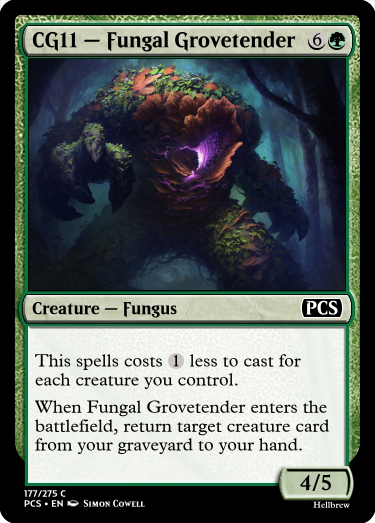 CG11 — Fungal Grovetender 6
Creature — Fungus PCS
This spells costs 1 less to cast for
each creature you control.
When Fungal Grovetender enters the
battlefield, return target creature card
from your graveyard to your hand.
4/5
177/275 C
PCS • EN Simon Cowell
Hellbrew